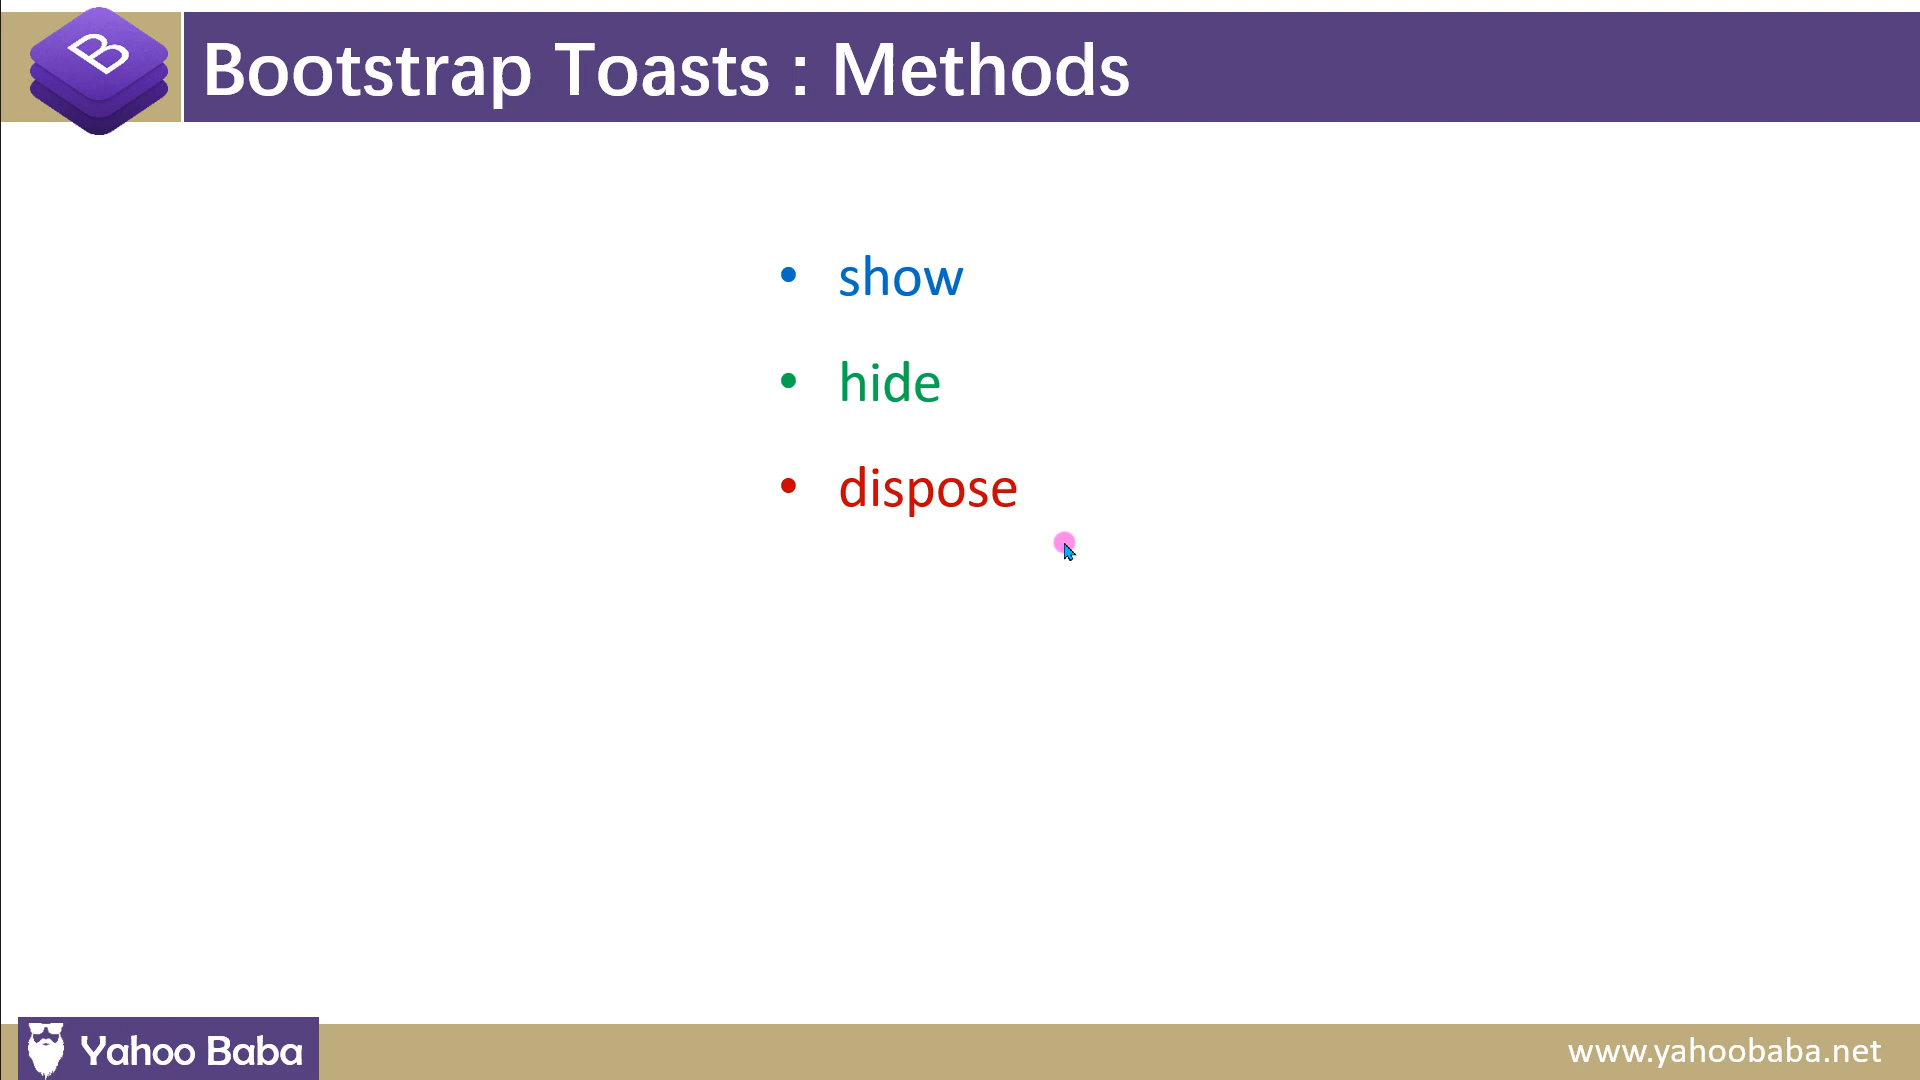 B
Bootstrap Toasts : Methods
• show
• hide
• dispose
Yahoo Baba
www.yahoobaba.net